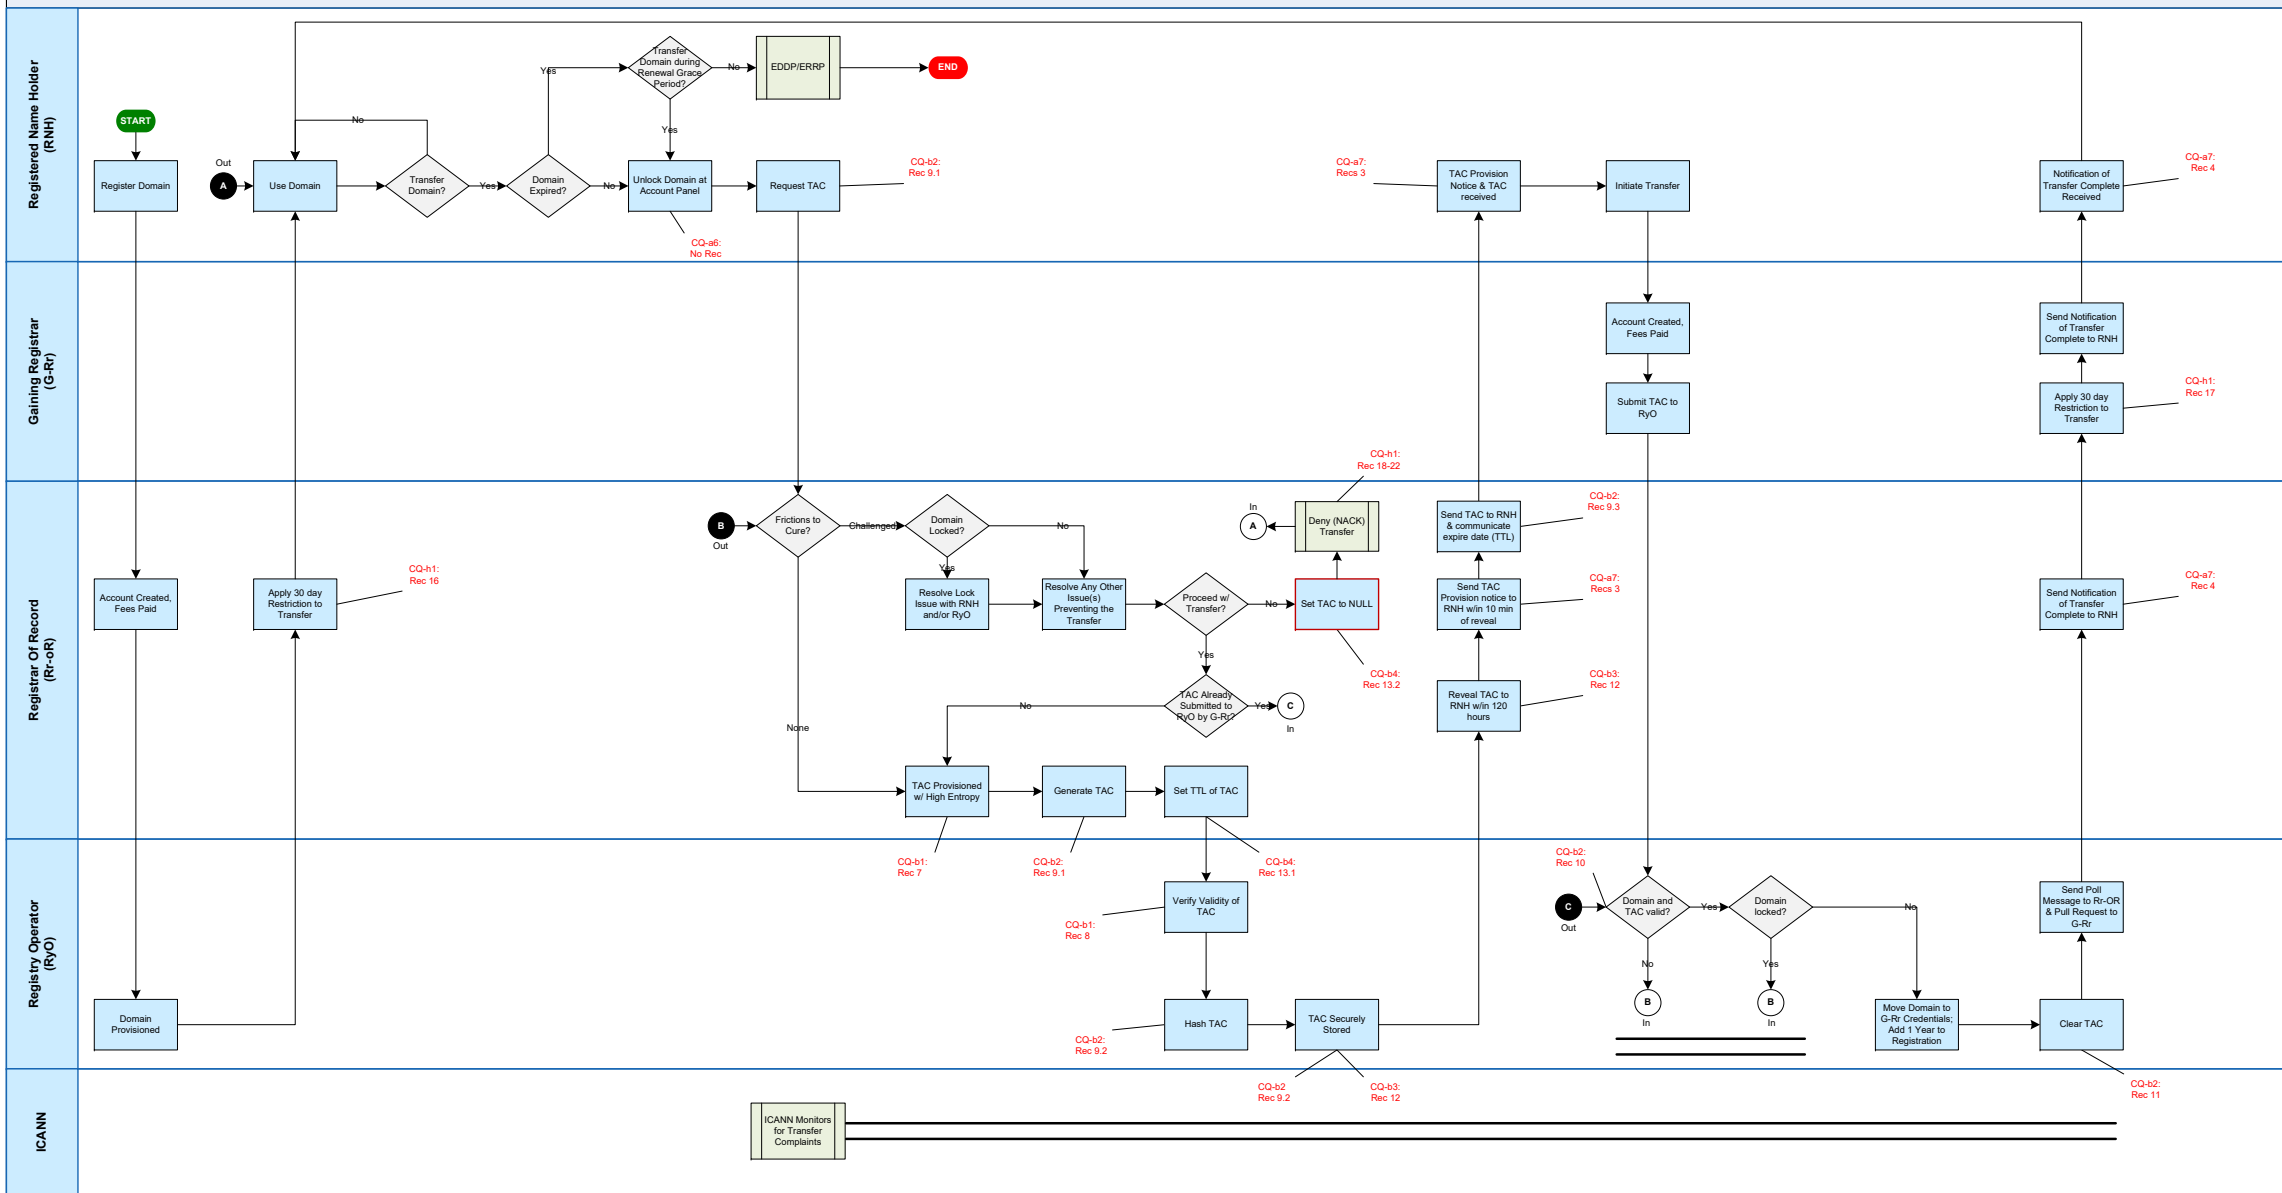 Registered Name Holder
(RNH)
START
Register Domain
Out
A
Use Domain
No
Transfer
Domain?
Yes
Domain
Expired?
Yes
No
Transfer
Domain during
Renewal Grace
Period?
No
Yes
EDDP/ERRP
END
Unlock Domain at
Account Panel
CQ-a6:
No Rec
Request TAC
CQ-b2:
Rec 9.1
CQ-a7:
Recs 3
TAC Provision
Notice & TAC
received
Initiate Transfer
Notification of
Transfer Complete
Received
CQ-a7:
Rec 4
Gaining Registrar
(G-Rr)
Account Created,
Fees Paid
Submit TAC to
RyO
Send Notification
of Transfer
Complete to RNH
Apply 30 day
Restriction to
Transfer
CQ-h1:
Rec 17
Registrar Of Record
(Rr-oR)
Account Created,
Fees Paid
Apply 30 day
Restriction to
Transfer
CQ-h1:
Rec 16
B
Out
Frictions to
Cure?
Challenged
None
Domain
Locked?
No
Yes
Resolve Lock
Issue with RNH
and/or RyO
Resolve Any Other
Issue(s)
Preventing the
Transfer
Proceed w/
Transfer?
No
Yes
Set TAC to NULL
CQ-b4:
Rec 13.2
Deny (NACK)
Transfer
CQ-h1:
Rec 18-22
In
A
TAC Already
Submitted to
RyO by G-Rr?
No
Yes
C
In
TAC Provisioned
w/ High Entropy
CQ-b1:
Rec 7
Generate TAC
CQ-b2:
Rec 9.1
Set TTL of TAC
CQ-b4:
Rec 13.1
Send TAC to RNH
& communicate
expire date (TTL)
CQ-b2:
Rec 9.3
Send TAC
Provision notice to
RNH w/in 10 min
of reveal
CQ-a7:
Recs 3
Reveal TAC to
RNH w/in 120
hours
CQ-b3:
Rec 12
Send Notification
of Transfer
Complete to RNH
CQ-a7:
Rec 4
Registry Operator
(RyO)
Domain
Provisioned
Verify Validity of
TAC
CQ-b1:
Rec 8
Hash TAC
CQ-b2:
Rec 9.2
TAC Securely
Stored
CQ-b2
Rec 9.2
CQ-b3:
Rec 12
CQ-b2:
Rec 10
C
Out
Domain and
TAC valid?
Yes
No
B
In
Domain
locked?
No
Yes
B
In
Move Domain to
G-Rr Credentials;
Add 1 Year to
Registration
Clear TAC
CQ-b2:
Rec 11
Send Poll
Message to Rr-OR
& Pull Request to
G-Rr
ICANN
ICANN Monitors
for Transfer
Complaints